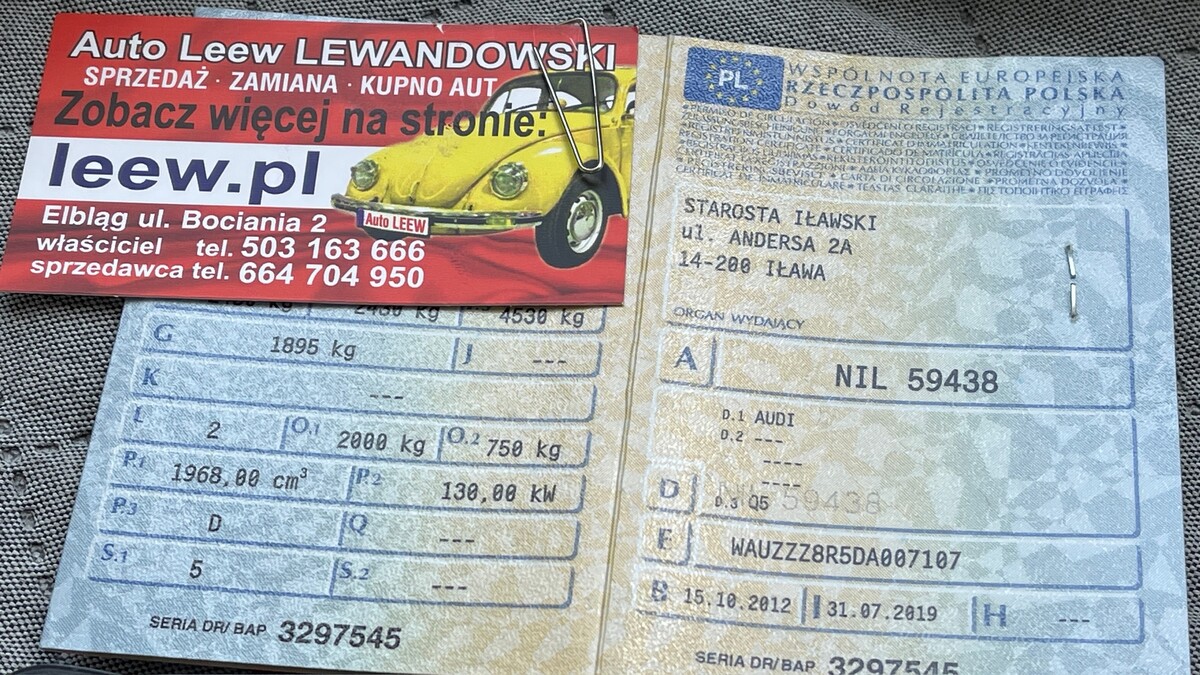 Auto Leew LEWANDOWSKI
SPRZEDAŻ · ZAMIANA · KUPNO AUT
Zobacz więcej na stronie:
leew.pl
Auto LEEW
Elbląg ul. Bociania 2
właściciel tel. 503 163 666
sprzedawca tel. 664 704 950
4530 kg
G 1895 kg J ---
K ---
L 2 O.1 2000 kg O.2 750 kg
P.1 1968,00 cm³ P.2 130,00 kW
P.3 D Q ---
S.1 5 S.2 ---
SERIA DR/ BAP 3297545
PL
WSPÓLNOTA EUROPEJSKA
RZECZPOSPOLITA POLSKA
Dowód Rejestracyjny
STAROSTA IŁAWSKI
ul. ANDERSA 2A
14-200 IŁAWA
ORGAN WYDAJĄCY
A NIL 59438
D.1 AUDI
D.2 ---
----
----
D D.3 Q5
59438
E WAUZZZ8R5DA007107
B 15.10.2012 I 31.07.2019 H ---
SERIA DR/ BAP 3297545